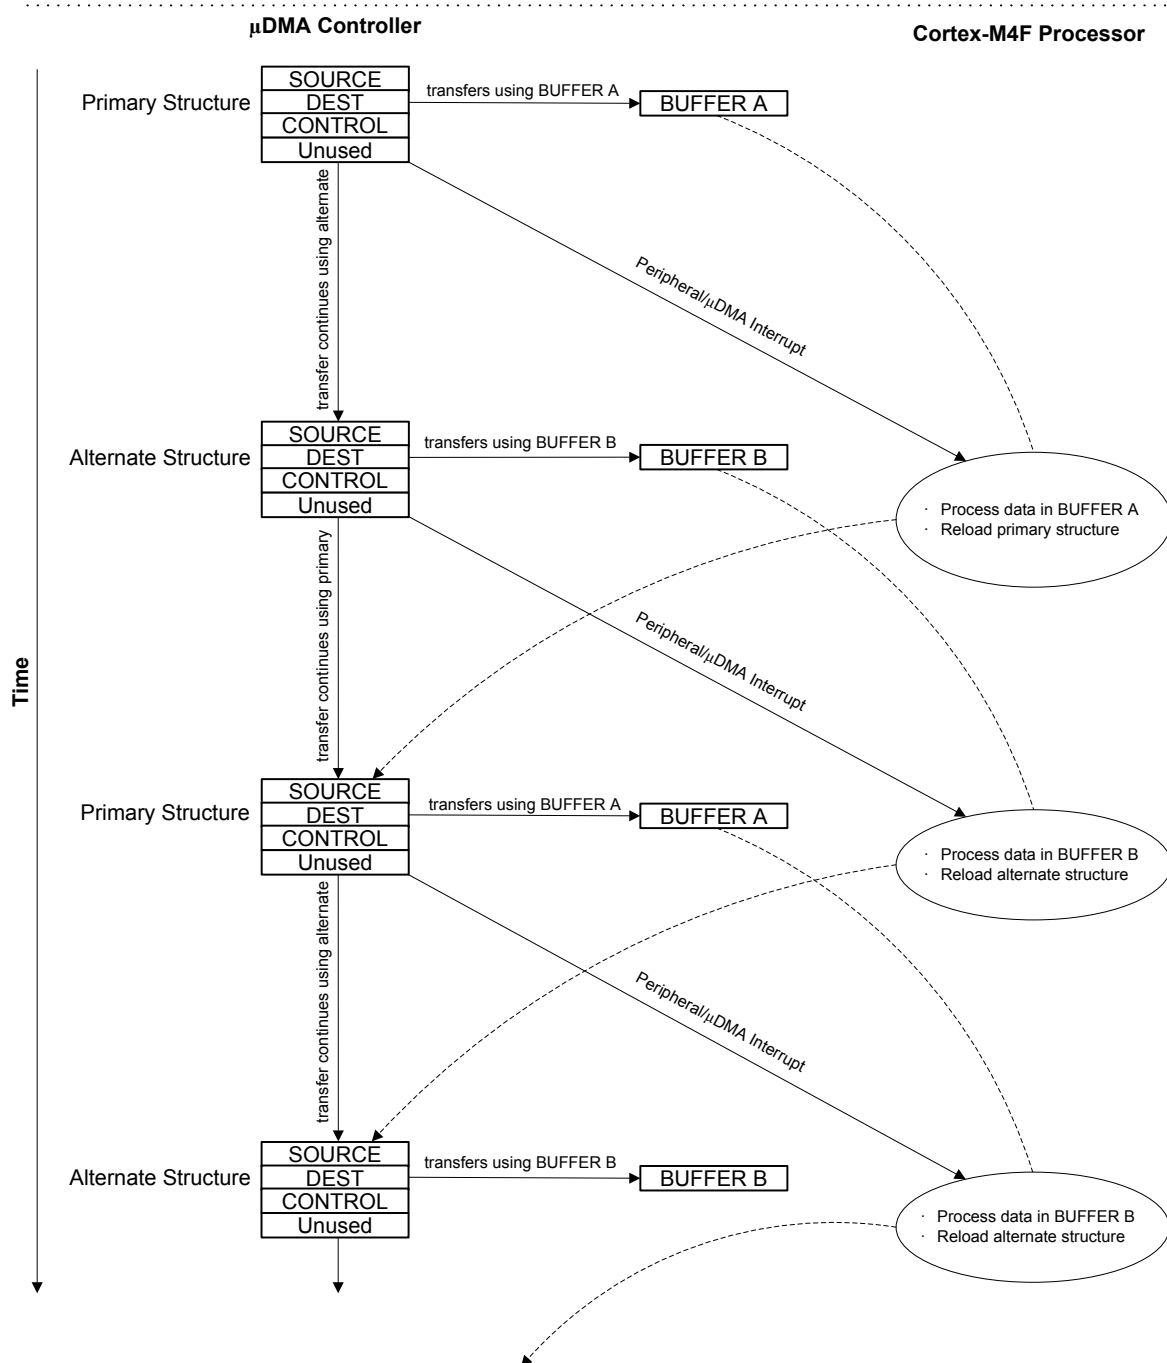 μDMA Controller
Cortex-M4F Processor
SOURCE
Primary Structure
DEST
transfers using BUFFER A
BUFFER A
CONTROL
Unused
transfer continues using alternate
Peripheral/μDMA Interrupt
SOURCE
Alternate Structure
DEST
transfers using BUFFER B
BUFFER B
CONTROL
Unused
· Process data in BUFFER A
· Reload primary structure
transfer continues using primary
Peripheral/μDMA Interrupt
Time
SOURCE
Primary Structure
DEST
transfers using BUFFER A
BUFFER A
CONTROL
Unused
· Process data in BUFFER B
· Reload alternate structure
transfer continues using alternate
Peripheral/μDMA Interrupt
SOURCE
Alternate Structure
DEST
transfers using BUFFER B
BUFFER B
CONTROL
Unused
· Process data in BUFFER B
· Reload alternate structure